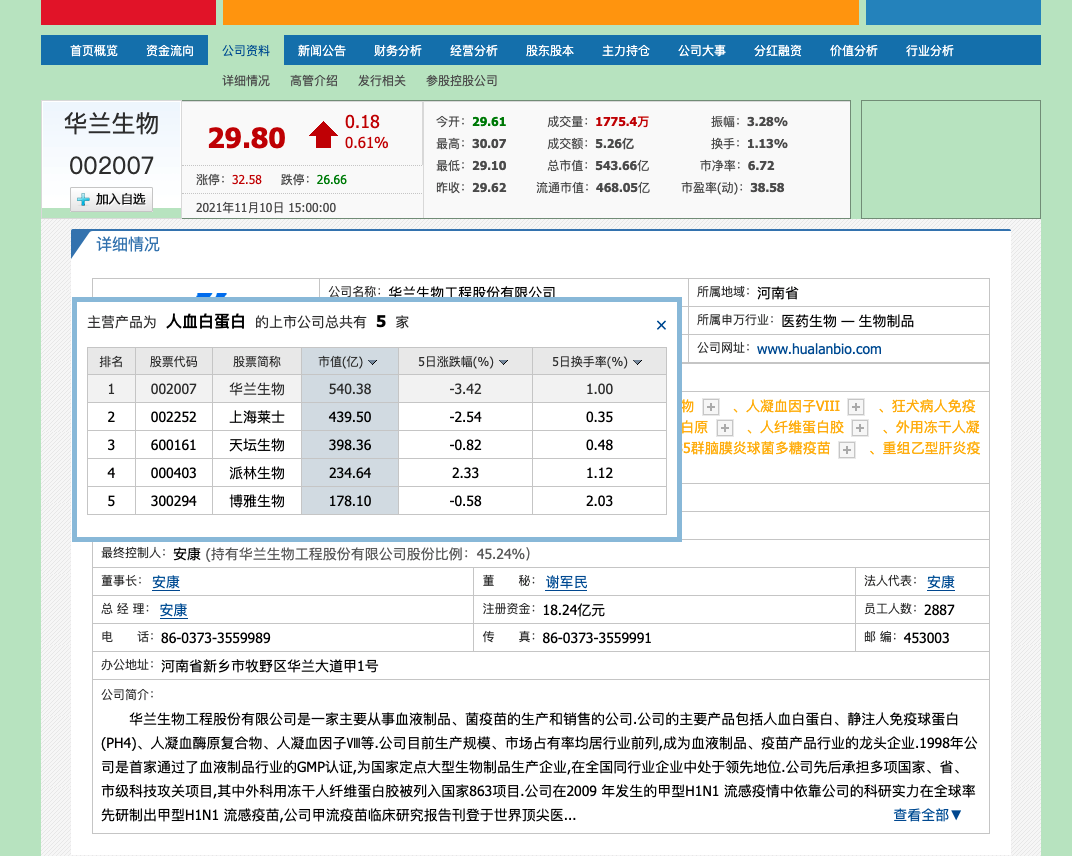 首页概览 资金流向 公司资料 新闻公告 财务分析 经营分析 股东股本 主力持仓 公司大事 分红融资 价值分析 行业分析
详细情况 高管介绍 发行相关 参股控股公司
华兰生物
002007
加入自选
29.80 0.18
0.61%
涨停：32.58 跌停：26.66
2021年11月10日 15:00:00
今开：29.61 成交量：1775.4万 振幅：3.28%
最高：30.07 成交额：5.26亿 换手：1.13%
最低：29.10 总市值：543.66亿 市净率：6.72
昨收：29.62 流通市值：468.05亿 市盈率(动)：38.58
详细情况
公司名称：华兰生物工程股份有限公司 所属地域：河南省
所属申万行业：医药生物 — 生物制品
公司网址：www.hualanbio.com
主营产品为 人血白蛋白 的上市公司总共有 5 家 ×
排名 股票代码 股票简称 市值(亿) 5日涨跌幅(%) 5日换手率(%)
1 002007 华兰生物 540.38 -3.42 1.00
2 002252 上海莱士 439.50 -2.54 0.35
3 600161 天坛生物 398.36 -0.82 0.48
4 000403 派林生物 234.64 2.33 1.12
5 300294 博雅生物 178.10 -0.58 2.03
物 、人凝血因子VIII 、狂犬病人免疫
白原 、人纤维蛋白胶 、外用冻干人凝
5群脑膜炎球菌多糖疫苗 、重组乙型肝炎疫
最终控制人：安康 (持有华兰生物工程股份有限公司股份比例：45.24%)
董事长：安康 董 秘：谢军民 法人代表：安康
总 经 理：安康 注册资金：18.24亿元 员工人数：2887
电 话：86-0373-3559989 传 真：86-0373-3559991 邮 编：453003
办公地址：河南省新乡市牧野区华兰大道甲1号
公司简介：
华兰生物工程股份有限公司是一家主要从事血液制品、菌疫苗的生产和销售的公司.公司的主要产品包括人血白蛋白、静注人免疫球蛋白
(PH4)、人凝血酶原复合物、人凝血因子Ⅷ等.公司目前生产规模、市场占有率均居行业前列,成为血液制品、疫苗产品行业的龙头企业.1998年公
司是首家通过了血液制品行业的GMP认证,为国家定点大型生物制品生产企业,在全国同行业企业中处于领先地位.公司先后承担多项国家、省、
市级科技攻关项目,其中外科用冻干人纤维蛋白胶被列入国家863项目.公司在2009 年发生的甲型H1N1 流感疫情中依靠公司的科研实力在全球率
先研制出甲型H1N1 流感疫苗,公司甲流疫苗临床研究报告刊登于世界顶尖医... 查看全部▼